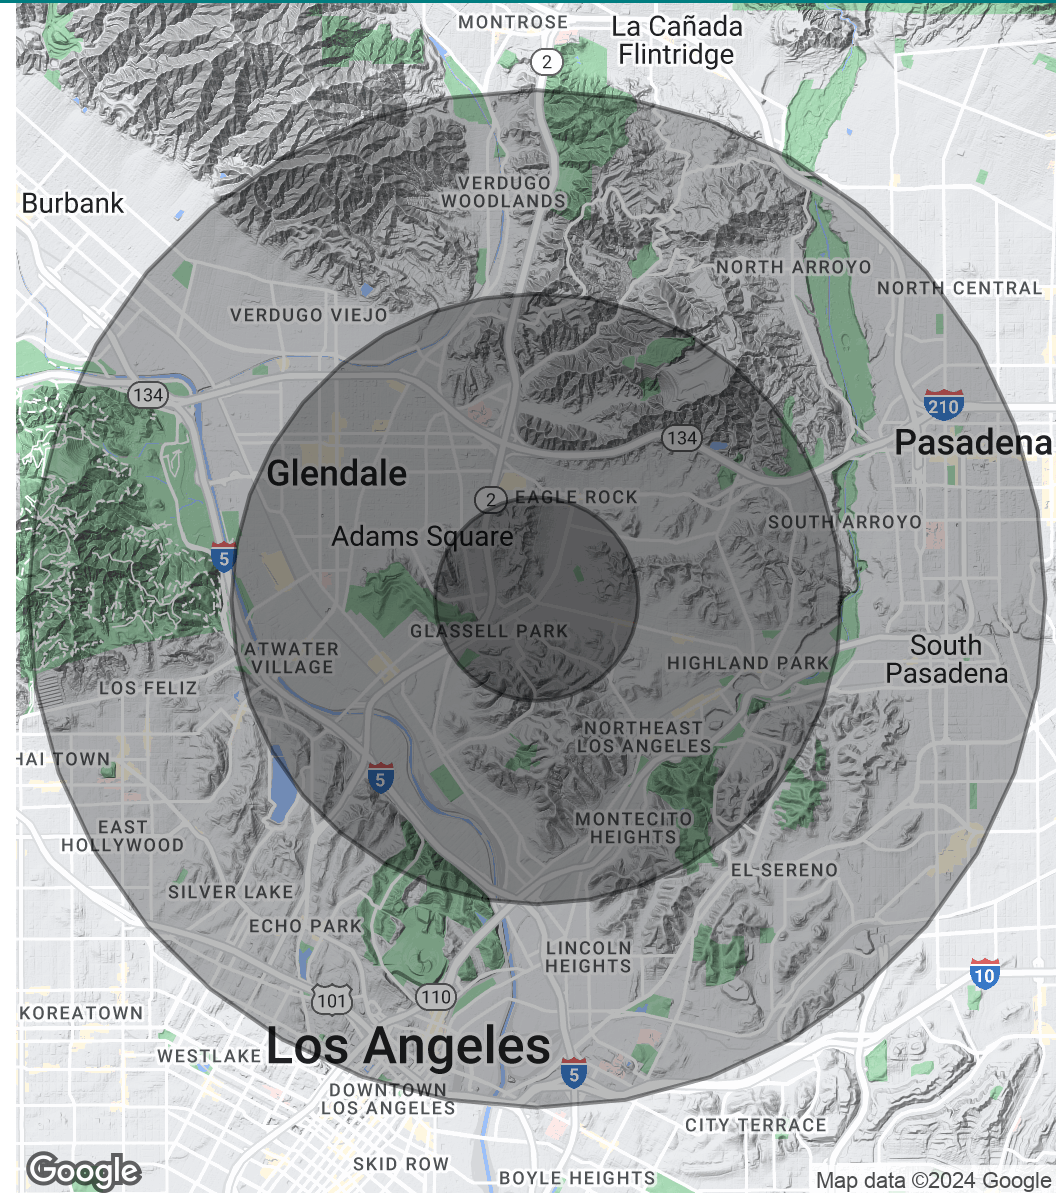 MONTROSE
La Cañada
Flintridge
2
VERDUGO
WOODLANDS
Burbank
NORTH ARROYO
NORTH CENTRAL
VERDUGO VIEJO
134
210
134
Pasadena
Glendale
2
EAGLE ROCK
SOUTH ARROYO
Adams Square
5
GLASSELL PARK
ATWATER
VILLAGE
HIGHLAND PARK
South
Pasadena
LOS FELIZ
NORTHEAST
LOS ANGELES
HAI TOWN
5
EAST
HOLLYWOOD
MONTECITO
HEIGHTS
EL SERENO
SILVER LAKE
ECHO PARK
LINCOLN
HEIGHTS
10
101
110
KOREATOWN
WESTLAKE
Los Angeles
5
DOWNTOWN
LOS ANGELES
CITY TERRACE
SKID ROW
BOYLE HEIGHTS
Google
Map data ©2024 Google